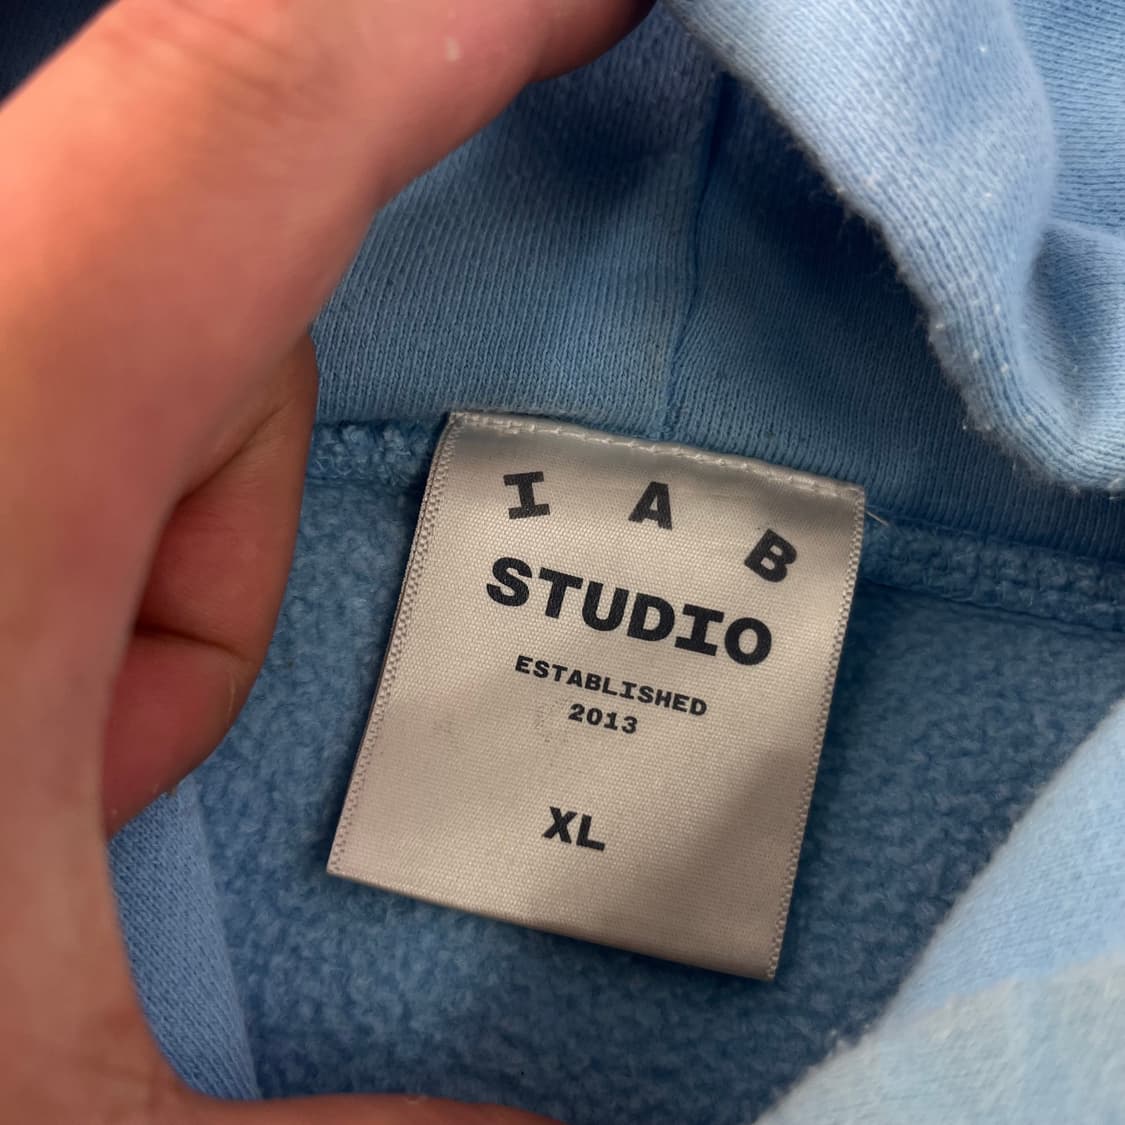 I A B
STUDIO
ESTABLISHED
2013
XL